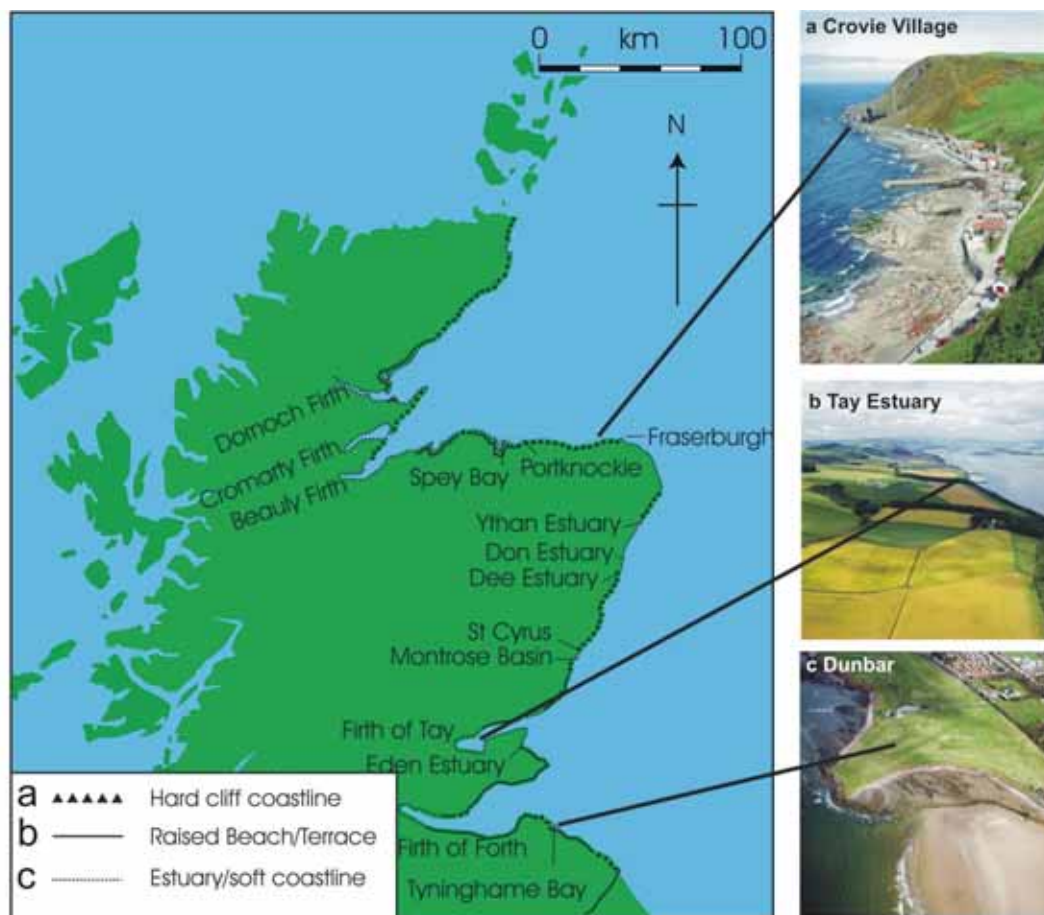 0 km 100
N
Dornoch Firth
Cromarty Firth
Beauly Firth
Spey Bay
Portknockie
Fraserburgh
Ythan Estuary
Don Estuary
Dee Estuary
St Cyrus
Montrose Basin
Firth of Tay
Eden Estuary
Firth of Forth
Tyninghame Bay
a Hard cliff coastline
b Raised Beach/Terrace
c Estuary/soft coastline
a Crovie Village
b Tay Estuary
c Dunbar